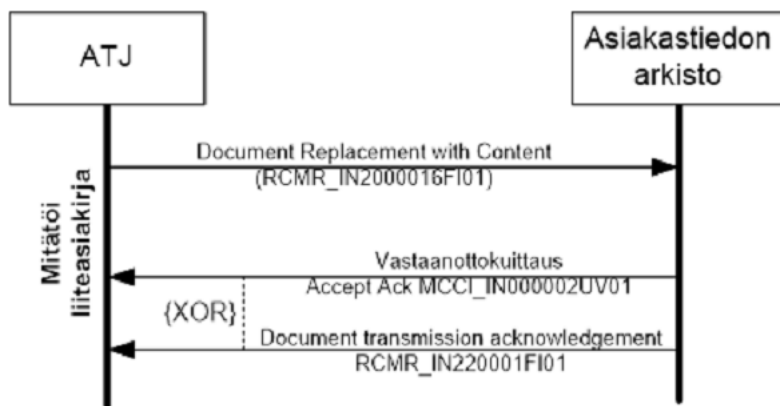 ATJ
Asiakastiedon
arkisto
Document Replacement with Content
(RCMR_IN2000016FI01)
Mitätöi
liiteasiakirja
Vastaanottokuittaus
Accept Ack MCCI_IN000002UV01
{XOR}
Document transmission acknowledgement
RCMR_IN220001FI01